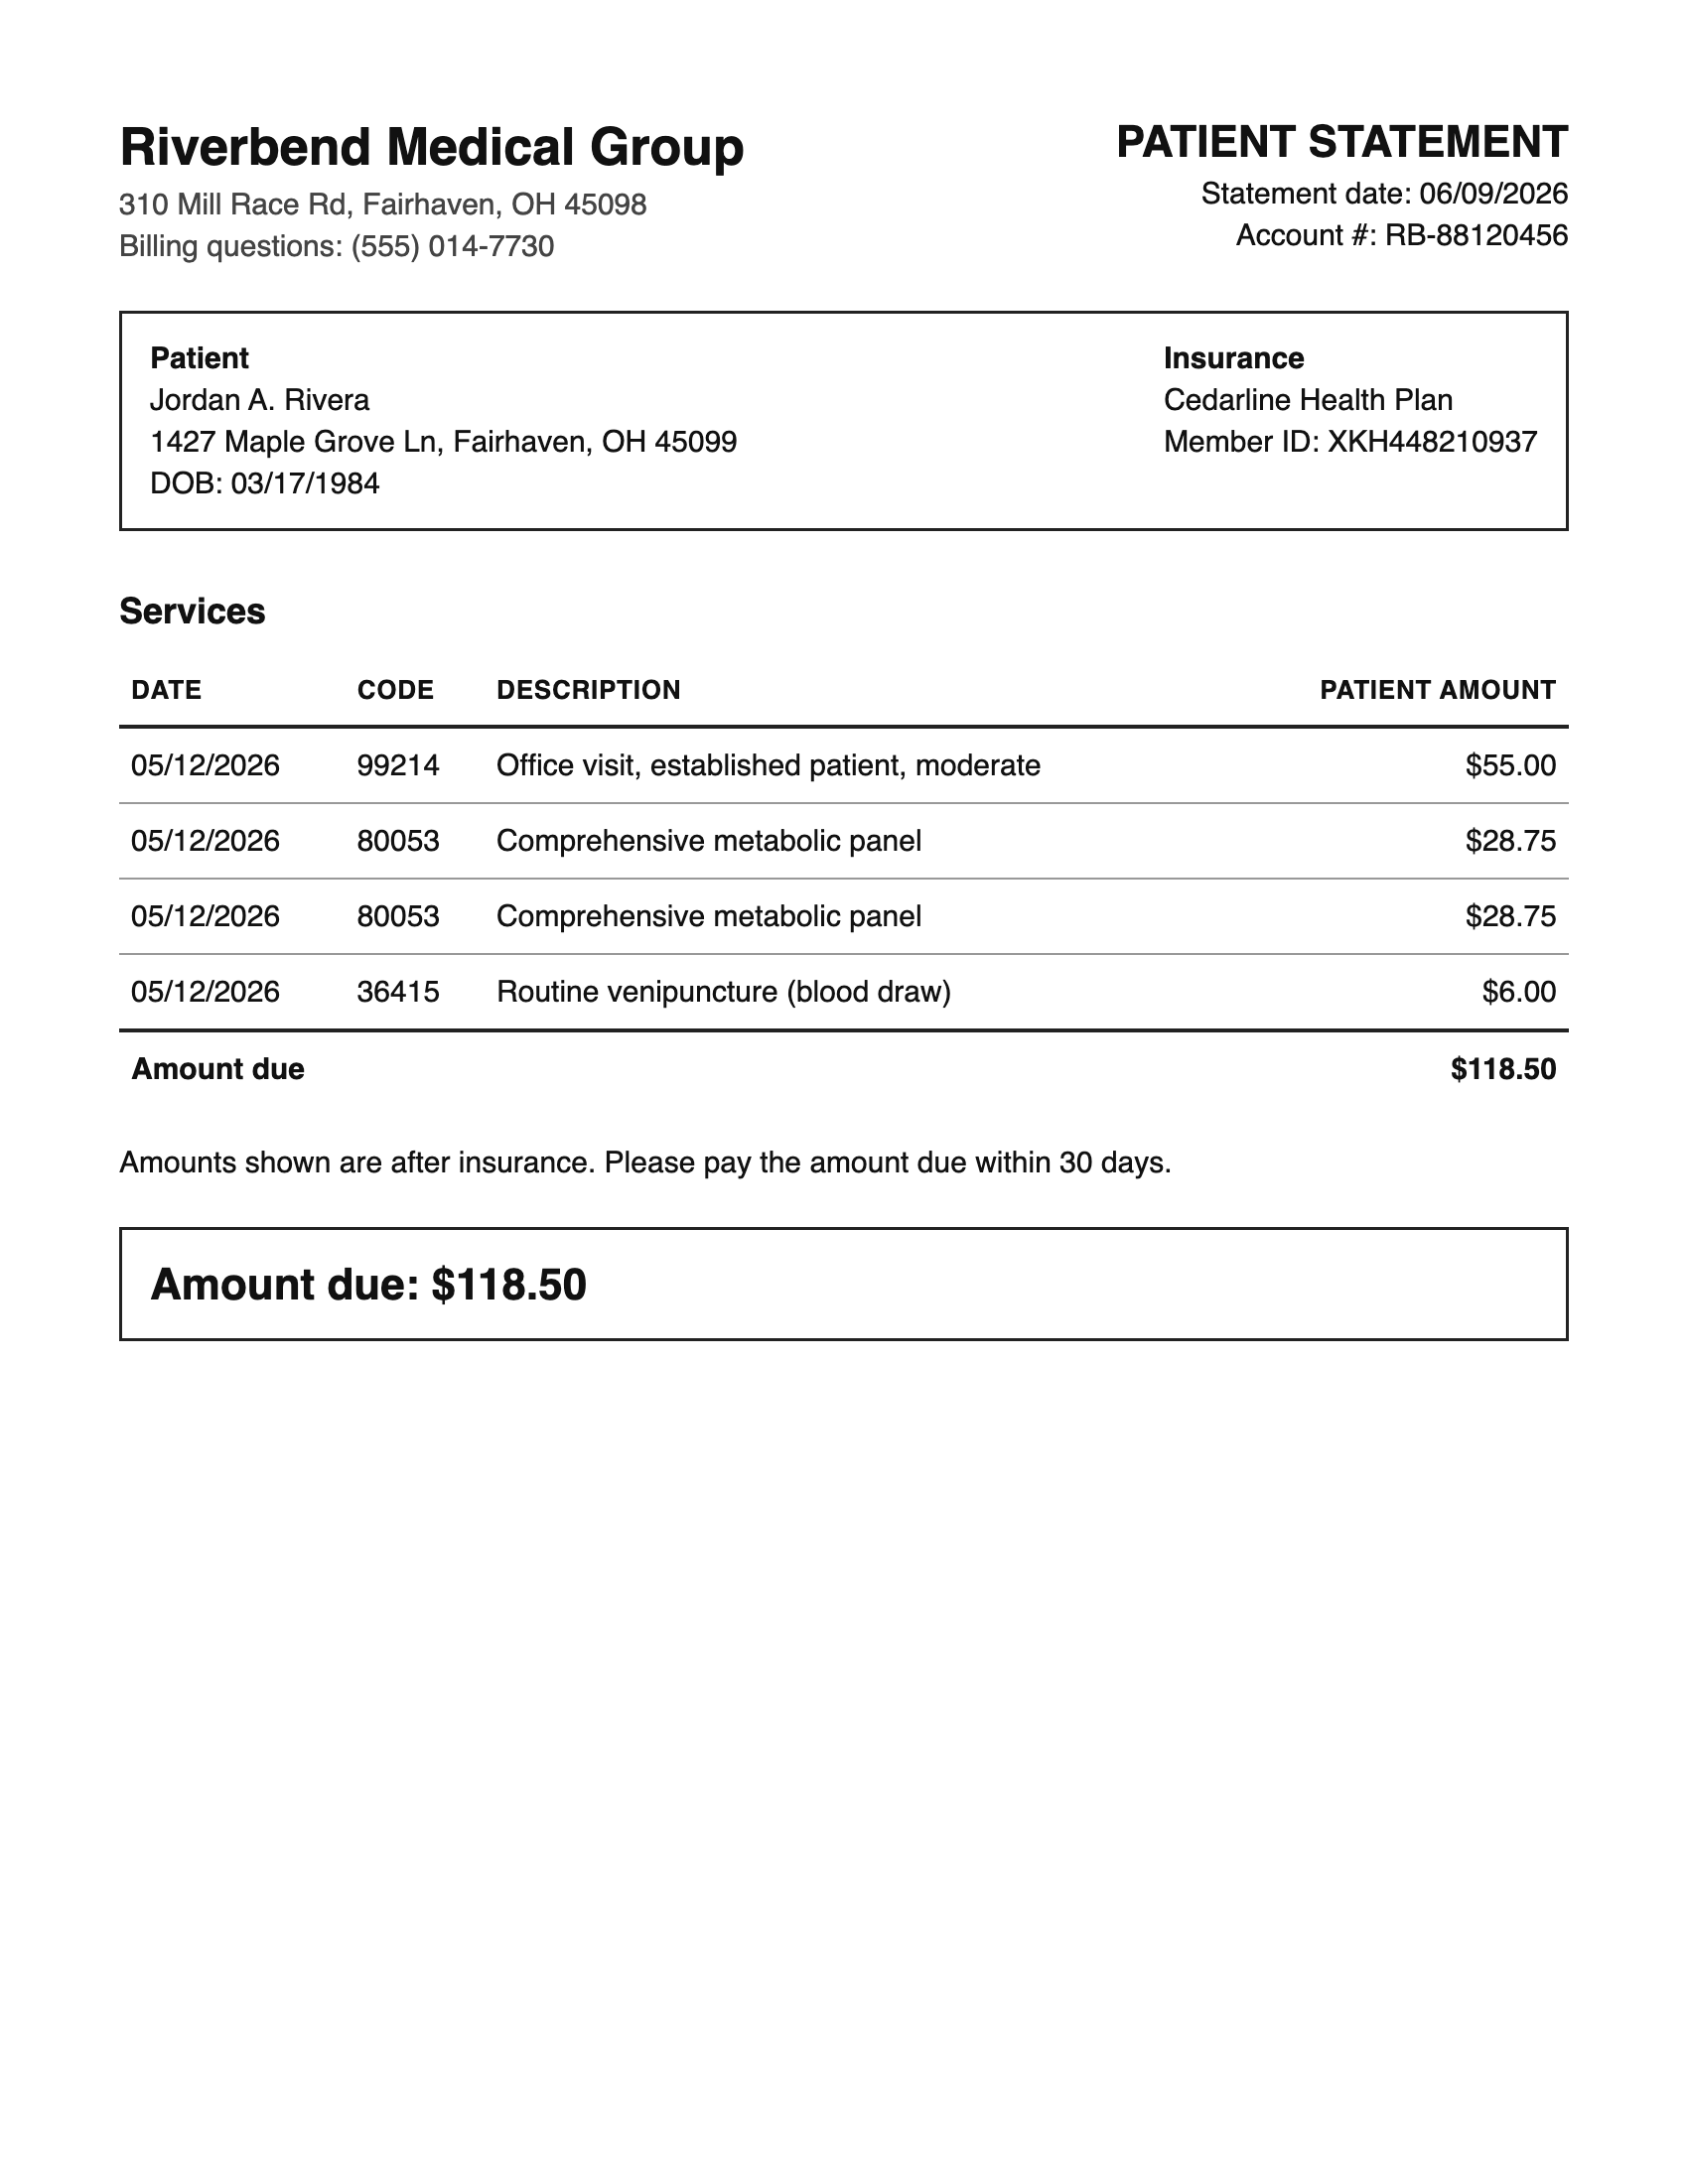 Riverbend Medical Group
310 Mill Race Rd, Fairhaven, OH 45098
Billing questions: (555) 014-7730
PATIENT STATEMENT
Statement date: 06/09/2026
Account #: RB-88120456
Patient
Jordan A. Rivera
1427 Maple Grove Ln, Fairhaven, OH 45099
DOB: 03/17/1984
Insurance
Cedarline Health Plan
Member ID: XKH448210937
Services
DATE CODE DESCRIPTION PATIENT AMOUNT
05/12/2026 99214 Office visit, established patient, moderate $55.00
05/12/2026 80053 Comprehensive metabolic panel $28.75
05/12/2026 80053 Comprehensive metabolic panel $28.75
05/12/2026 36415 Routine venipuncture (blood draw) $6.00
Amount due $118.50
Amounts shown are after insurance. Please pay the amount due within 30 days.
Amount due: $118.50